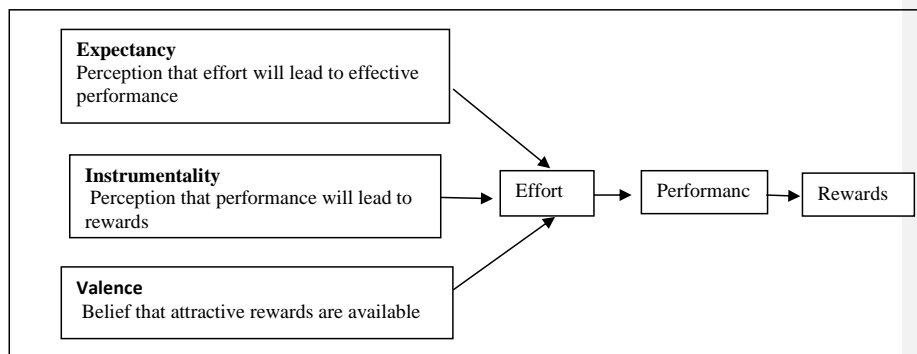 Expectancy
Perception that effort will lead to effective
performance
Instrumentality
Perception that performance will lead to
rewards
Effort
Performanc
Rewards
Valence
Belief that attractive rewards are available